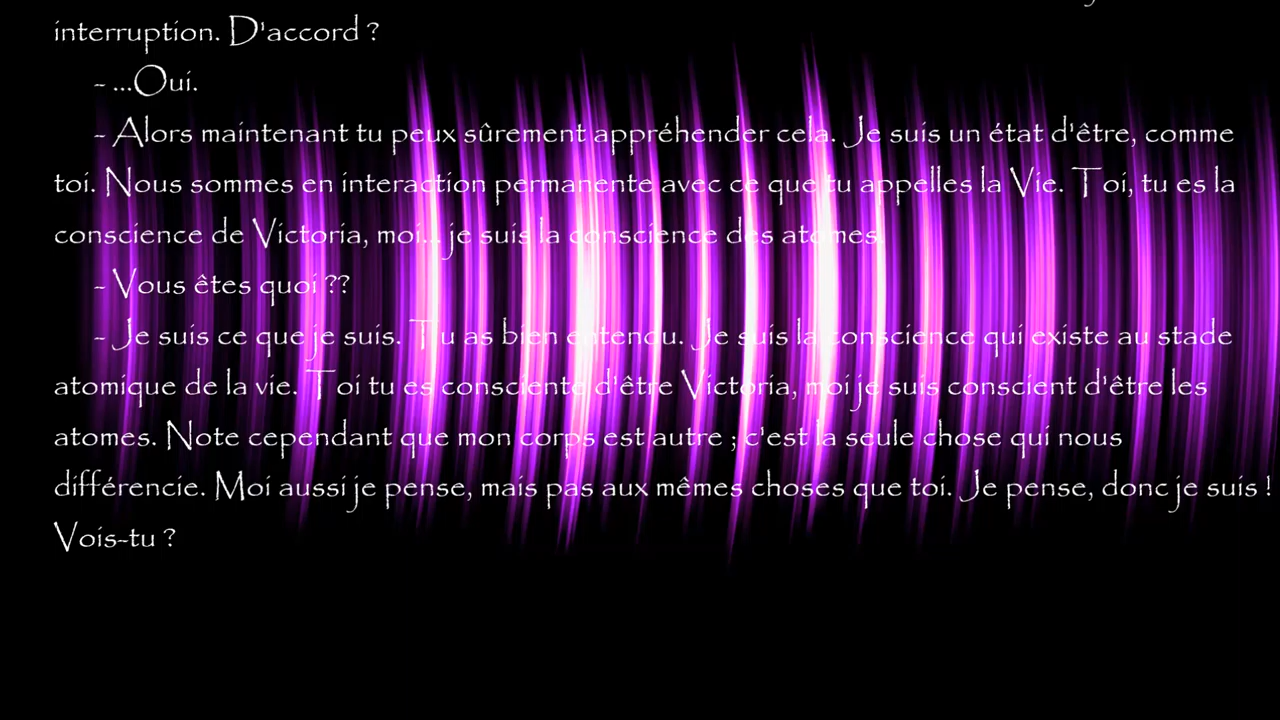 interruption. D'accord ?
- ...Oui.
- Alors maintenant tu peux sûrement appréhender cela. Je suis un état d'être, comme
toi. Nous sommes en interaction permanente avec ce que tu appelles la Vie. Toi, tu es la
conscience de Victoria, moi... je suis la conscience des atomes.
- Vous êtes quoi ??
- Je suis ce que je suis. Tu as bien entendu. Je suis la conscience qui existe au stade
atomique de la vie. Toi tu es consciente d'être Victoria, moi je suis conscient d'être les
atomes. Note cependant que mon corps est autre ; c'est la seule chose qui nous
différencie. Moi aussi je pense, mais pas aux mêmes choses que toi. Je pense, donc je suis !
Vois-tu ?